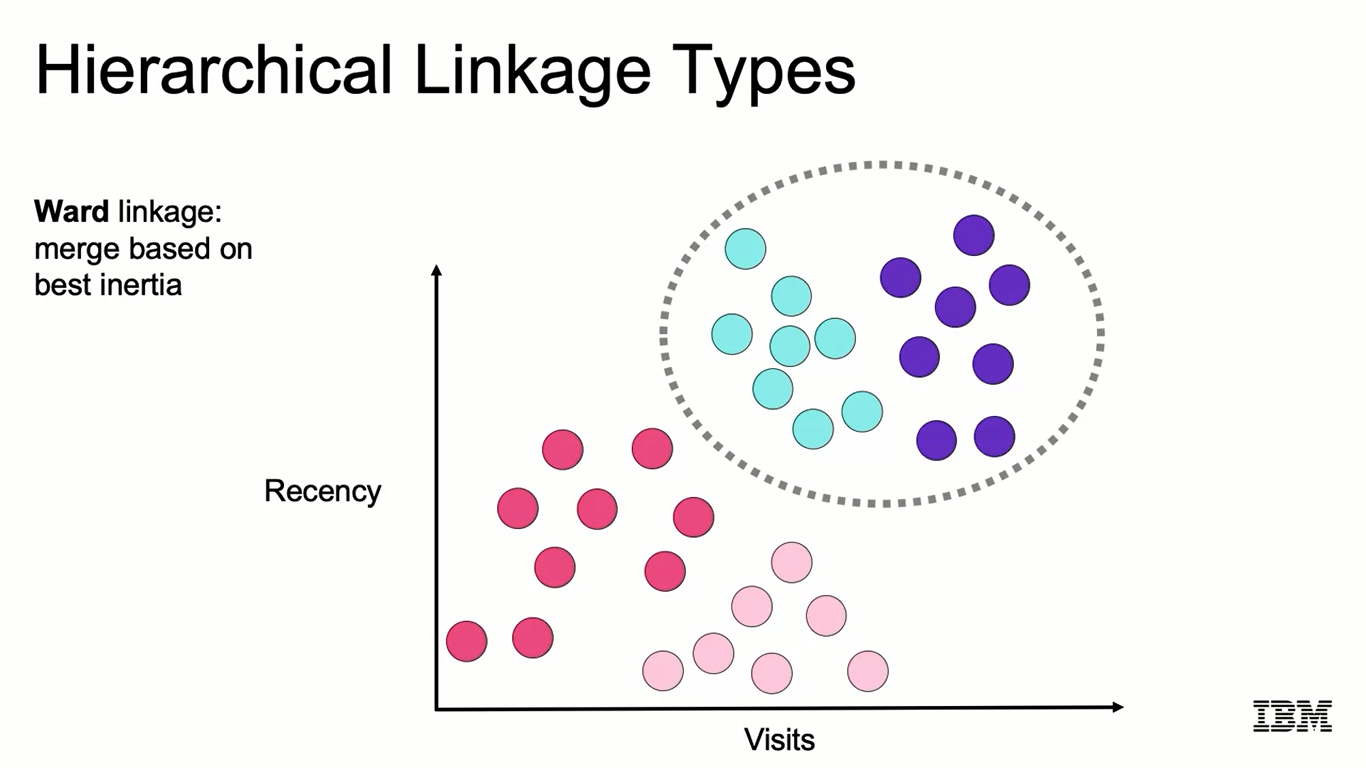 Hierarchical Linkage Types
Ward linkage:
merge based on
best inertia
Recency
Visits
IBM